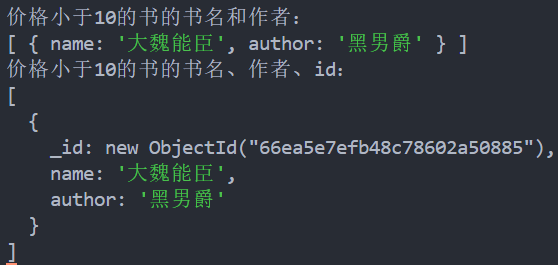 价格小于10的书的书名和作者：
[ { name: '大魏能臣', author: '黑男爵' } ]
价格小于10的书的书名、作者、id：
[
  {
    _id: new ObjectId("66ea5e7efb48c78602a50885"),
    name: '大魏能臣',
    author: '黑男爵'
  }
]